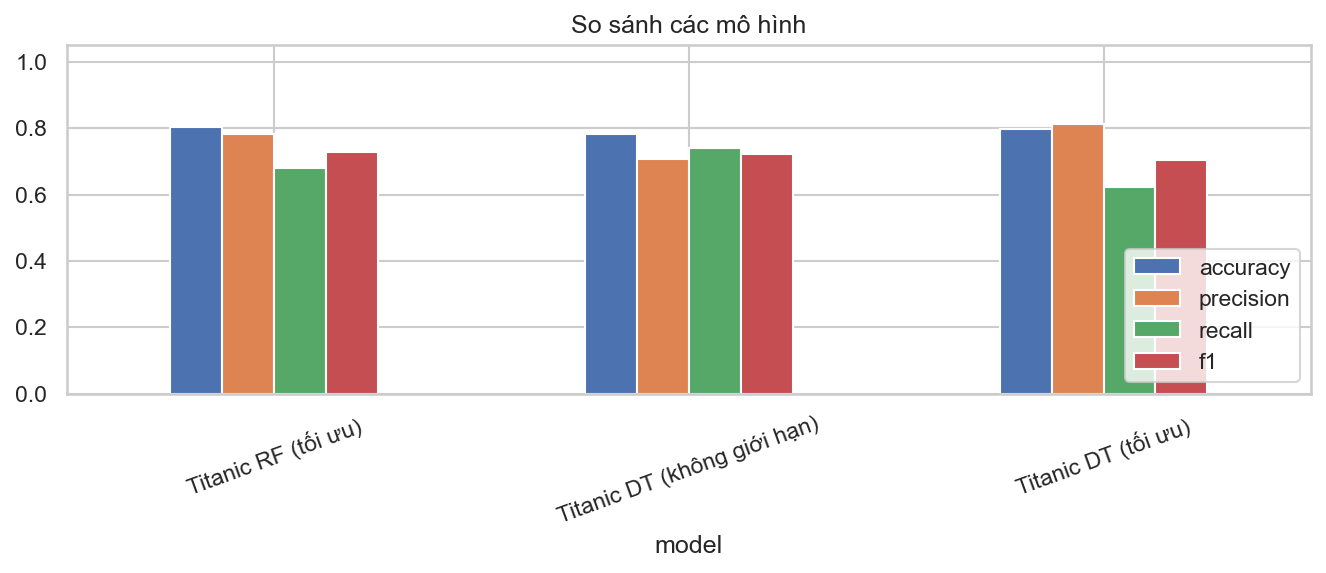 So sánh các mô hình
1.0
0.8
0.6
0.4
0.2
0.0
accuracy
precision
recall
f1
Titanic RF (tối ưu)
Titanic DT (không giới hạn)
Titanic DT (tối ưu)
model